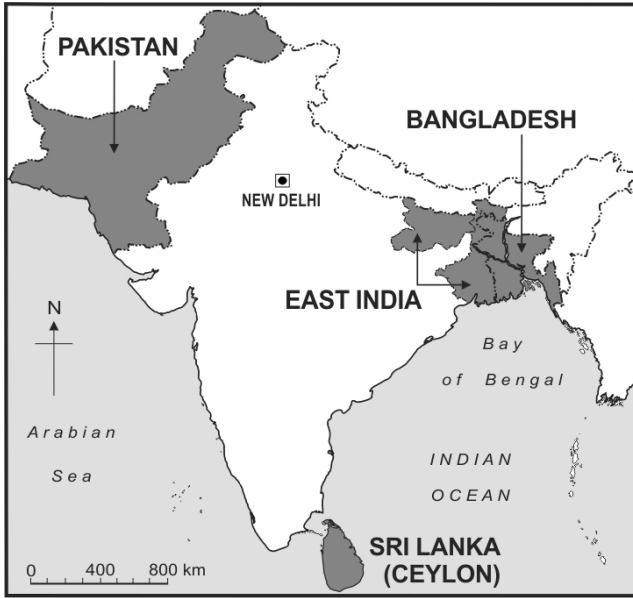 PAKISTAN
BANGLADESH
NEW DELHI
EAST INDIA
N
Bay
of Bengal
Arabian
Sea
INDIAN
OCEAN
SRI LANKA
(CEYLON)
0 400 800 km